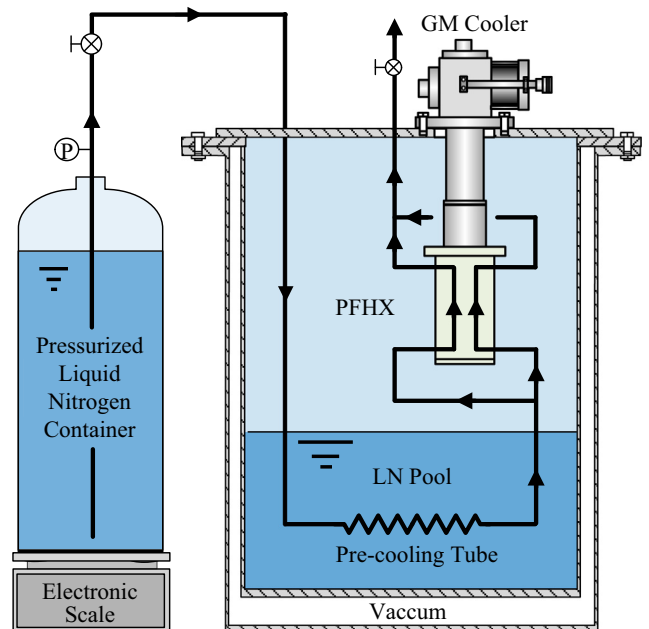 GM Cooler
P
PFHX
Pressurized
Liquid
Nitrogen
Container
LN Pool
Pre-cooling Tube
Electronic
Scale
Vaccum